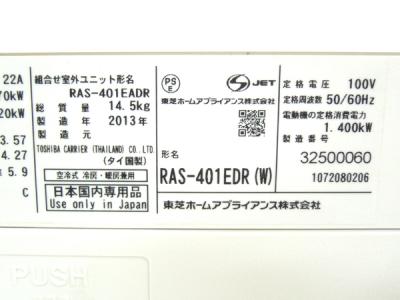 22A
70kW
20kW
3.57
4.27
5.9
C
組合せ室外ユニット形名
RAS-401EADR
総質量 14.5kg
製造年 2013年
製造元
TOSHIBA CARRIER (THAILAND) CO., LTD.
(タイ国製)
空冷式 冷房・暖房兼用
日本国内専用品
Use only in Japan
PS
E
JET
東芝ホームアプライアンス株式会社
形名
RAS-401EDR (W)
東芝ホームアプライアンス株式会社
定格電圧 100V
定格周波数 50/60Hz
電動機の定格消費電力
1.400kW
製造番号
32500060
1072080206
PUSH